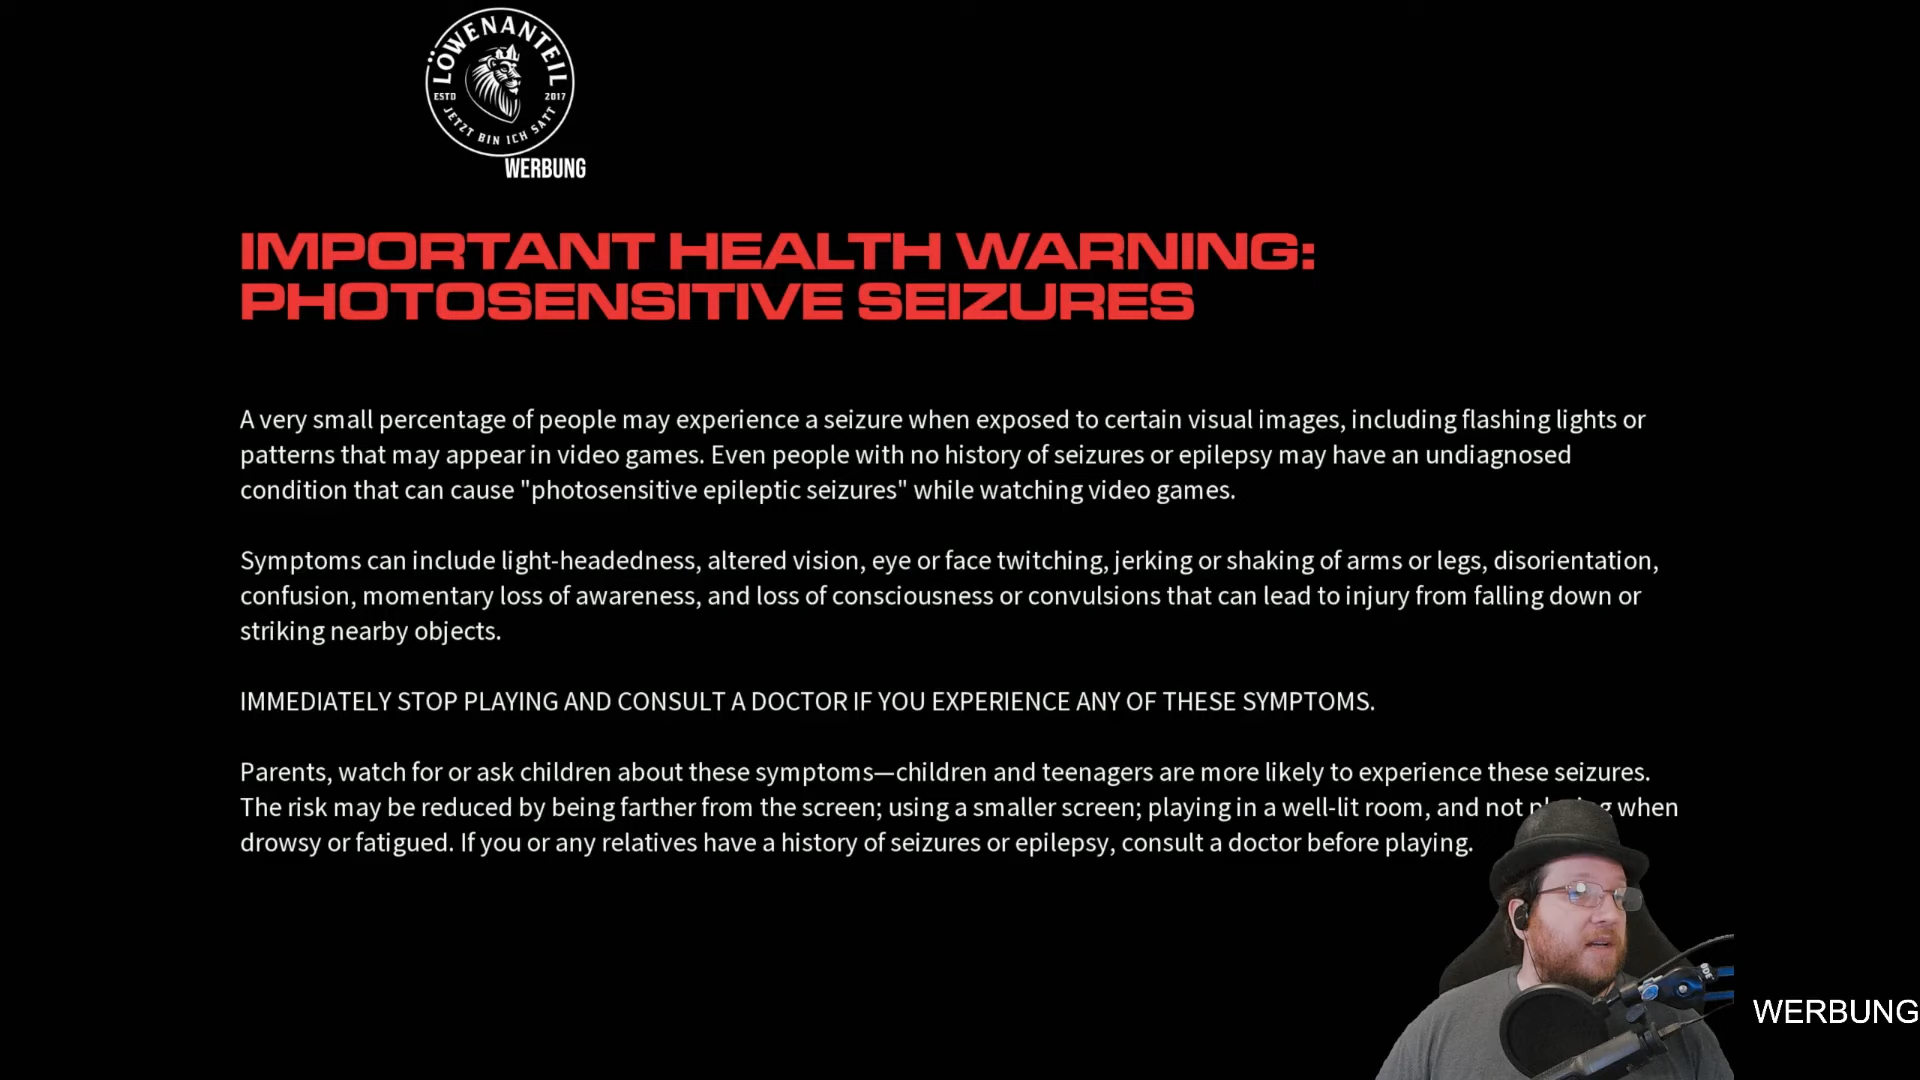 LÖWENANTEIL
ESTD 2017
JETZT BIN ICH SATT
WERBUNG
IMPORTANT HEALTH WARNING:
PHOTOSENSITIVE SEIZURES
A very small percentage of people may experience a seizure when exposed to certain visual images, including flashing lights or
patterns that may appear in video games. Even people with no history of seizures or epilepsy may have an undiagnosed
condition that can cause "photosensitive epileptic seizures" while watching video games.
Symptoms can include light-headedness, altered vision, eye or face twitching, jerking or shaking of arms or legs, disorientation,
confusion, momentary loss of awareness, and loss of consciousness or convulsions that can lead to injury from falling down or
striking nearby objects.
IMMEDIATELY STOP PLAYING AND CONSULT A DOCTOR IF YOU EXPERIENCE ANY OF THESE SYMPTOMS.
Parents, watch for or ask children about these symptoms—children and teenagers are more likely to experience these seizures.
The risk may be reduced by being farther from the screen; using a smaller screen; playing in a well-lit room, and not when
drowsy or fatigued. If you or any relatives have a history of seizures or epilepsy, consult a doctor before playing.
WERBUNG